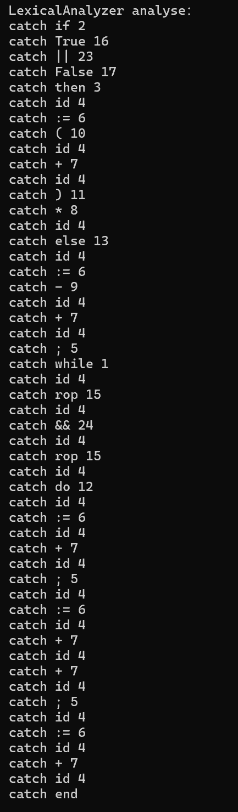 LexicalAnalyzer analyse:
catch if 2
catch True 16
catch || 23
catch False 17
catch then 3
catch id 4
catch := 6
catch ( 10
catch id 4
catch + 7
catch id 4
catch ) 11
catch * 8
catch id 4
catch else 13
catch id 4
catch := 6
catch - 9
catch id 4
catch + 7
catch id 4
catch ; 5
catch while 1
catch id 4
catch rop 15
catch id 4
catch && 24
catch id 4
catch rop 15
catch id 4
catch do 12
catch id 4
catch := 6
catch id 4
catch + 7
catch id 4
catch ; 5
catch id 4
catch := 6
catch id 4
catch + 7
catch id 4
catch + 7
catch id 4
catch ; 5
catch id 4
catch := 6
catch id 4
catch + 7
catch id 4
catch end